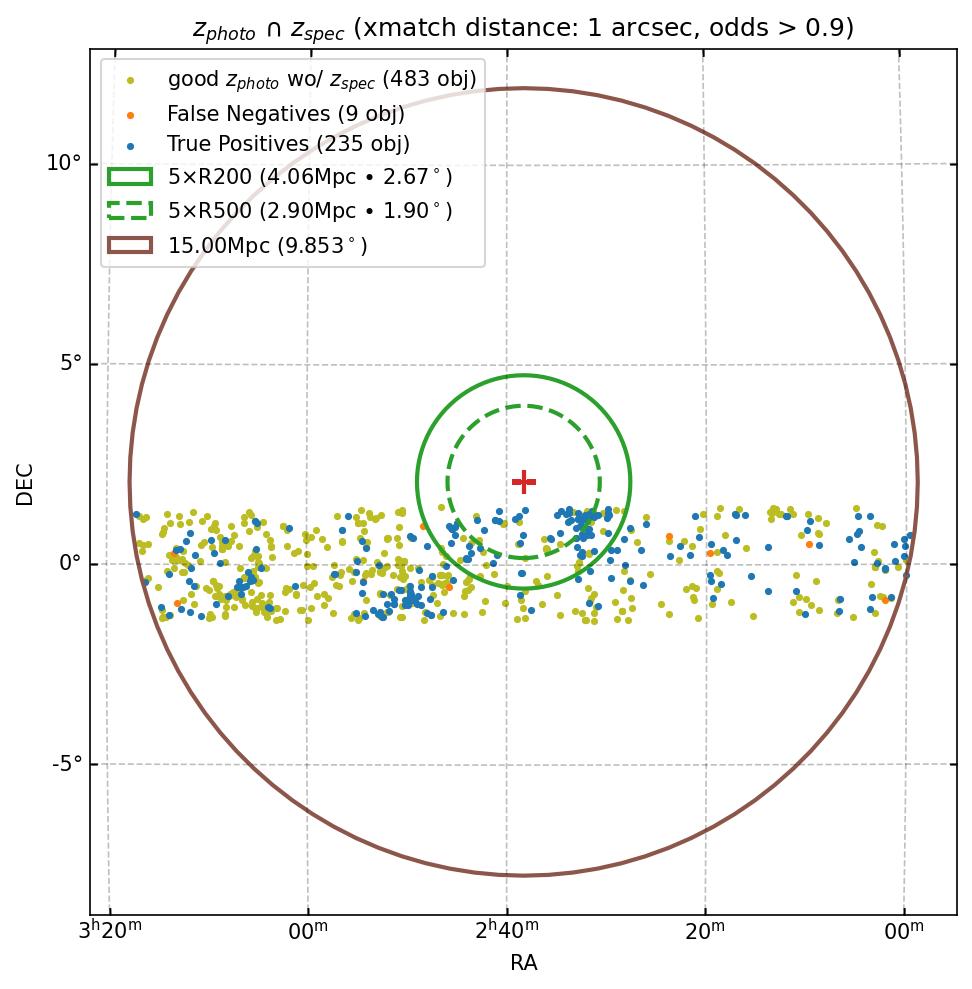 z_photo ∩ z_spec (xmatch distance: 1 arcsec, odds > 0.9)
good z_photo wo/ z_spec (483 obj)
False Negatives (9 obj)
True Positives (235 obj)
5×R200 (4.06Mpc • 2.67°)
5×R500 (2.90Mpc • 1.90°)
15.00Mpc (9.853°)
10°
5°
0°
-5°
DEC
3h20m
00m
2h40m
20m
00m
RA